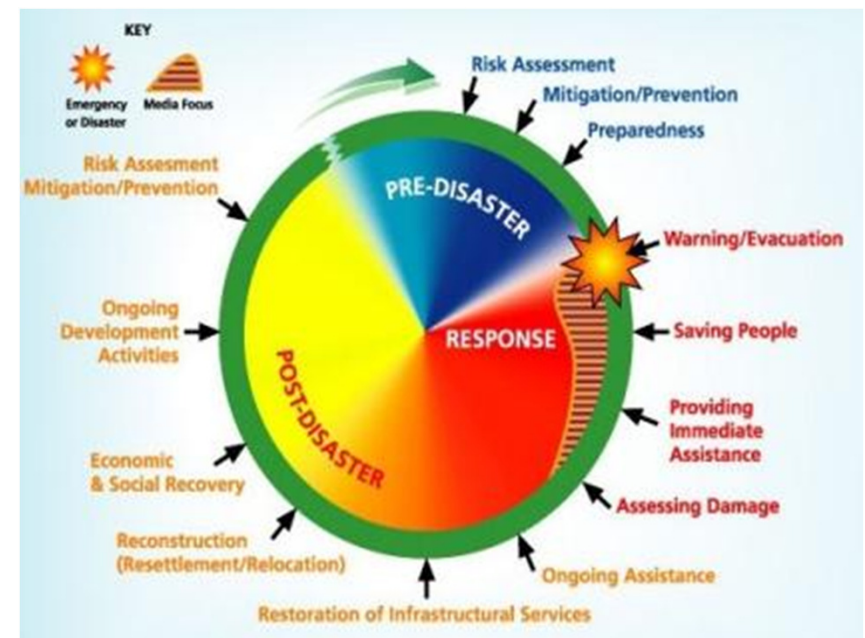 KEY
Emergency
or Disaster
Media Focus
Risk Assessment
Mitigation/Prevention
Preparedness
Warning/Evacuation
Saving People
Providing
Immediate
Assistance
Assessing Damage
Ongoing Assistance
Restoration of Infrastructural Services
Reconstruction
(Resettlement/Relocation)
Economic
& Social Recovery
Ongoing
Development
Activities
Risk Assesment
Mitigation/Prevention
PRE-DISASTER
RESPONSE
POST-DISASTER